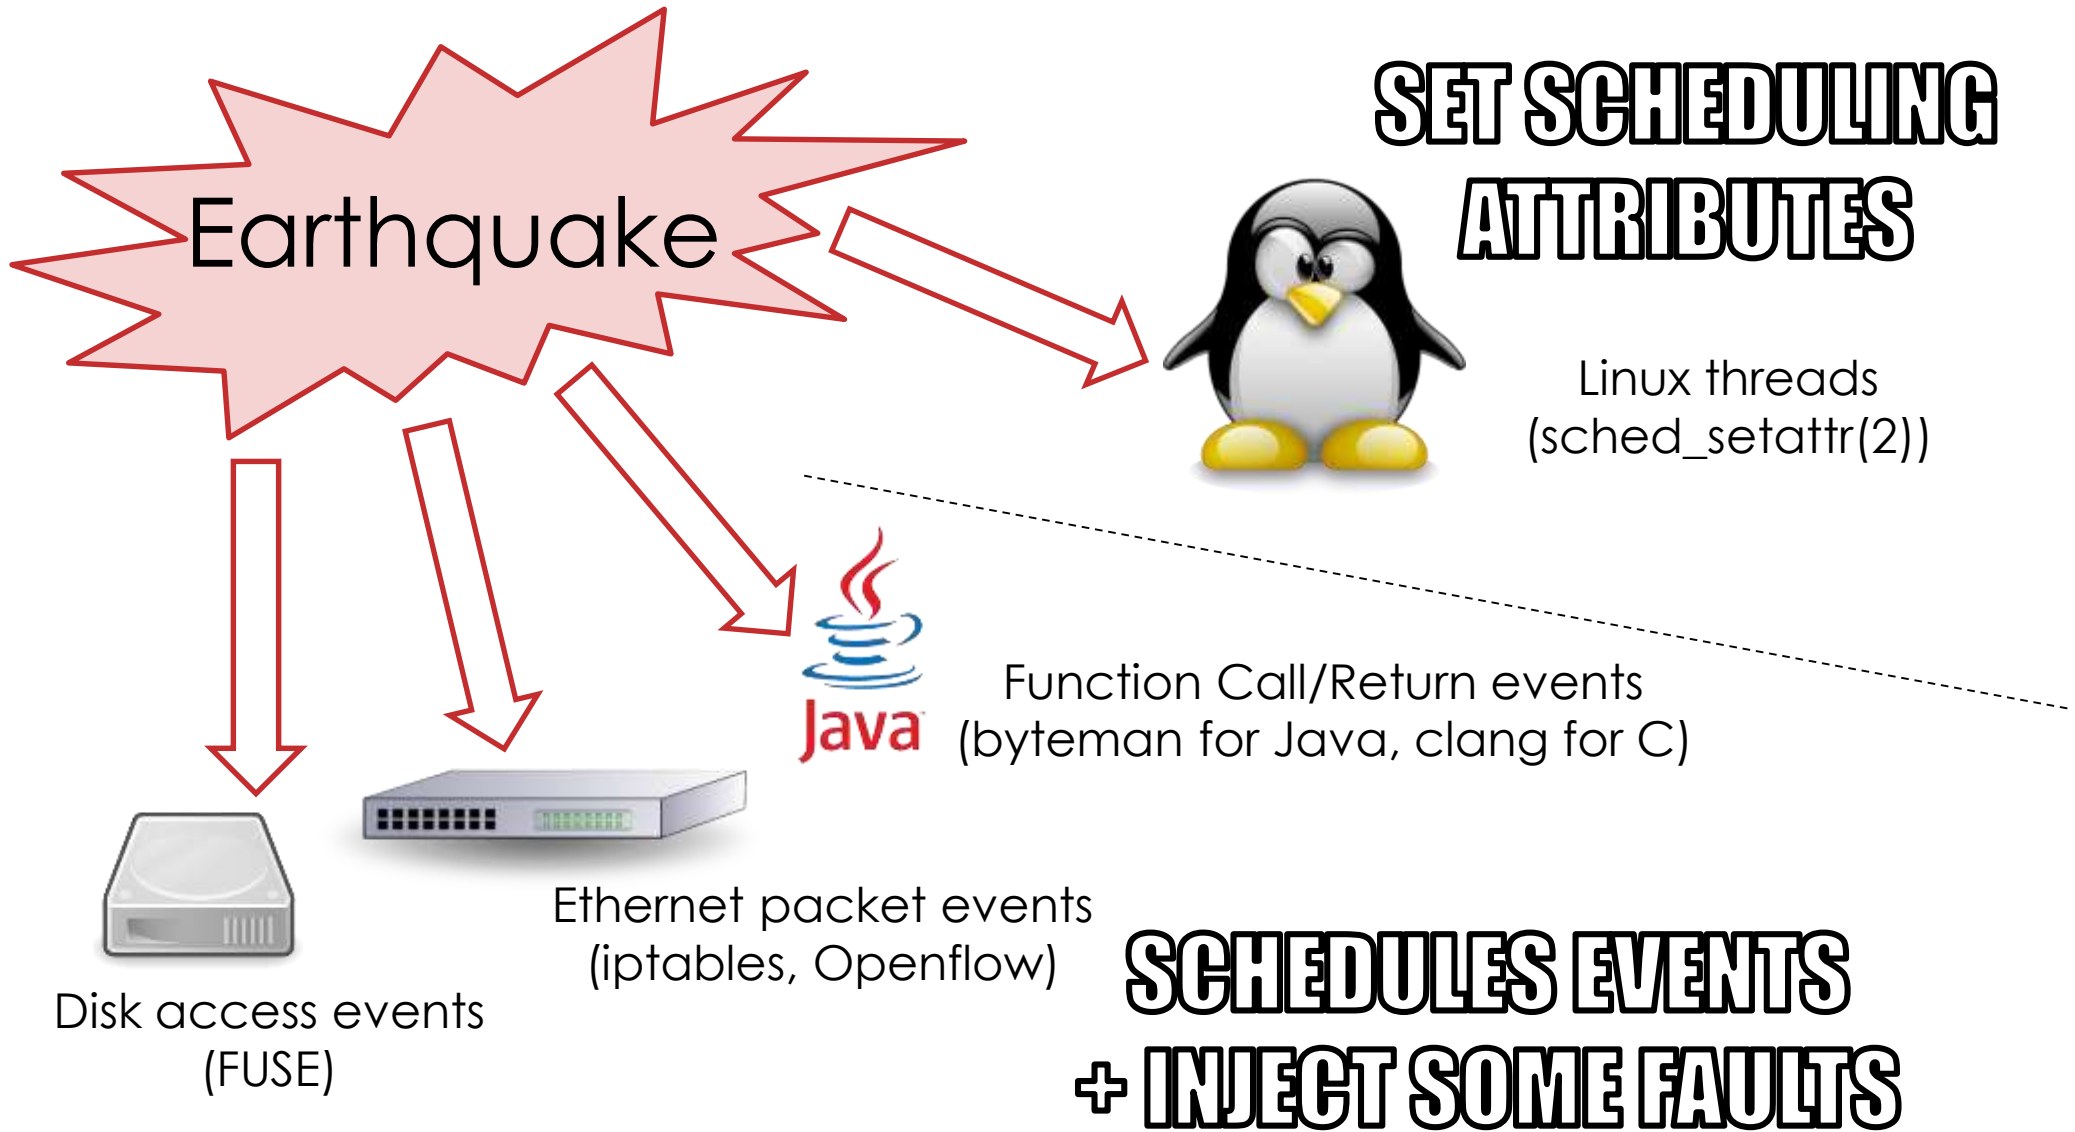 SET SCHEDULING
ATTRIBUTES
Earthquake
Linux threads
(sched_setattr(2))
Java
Function Call/Return events
(byteman for Java, clang for C)
Ethernet packet events
(iptables, Openflow)
Disk access events
(FUSE)
SCHEDULES EVENTS
+ INJECT SOME FAULTS